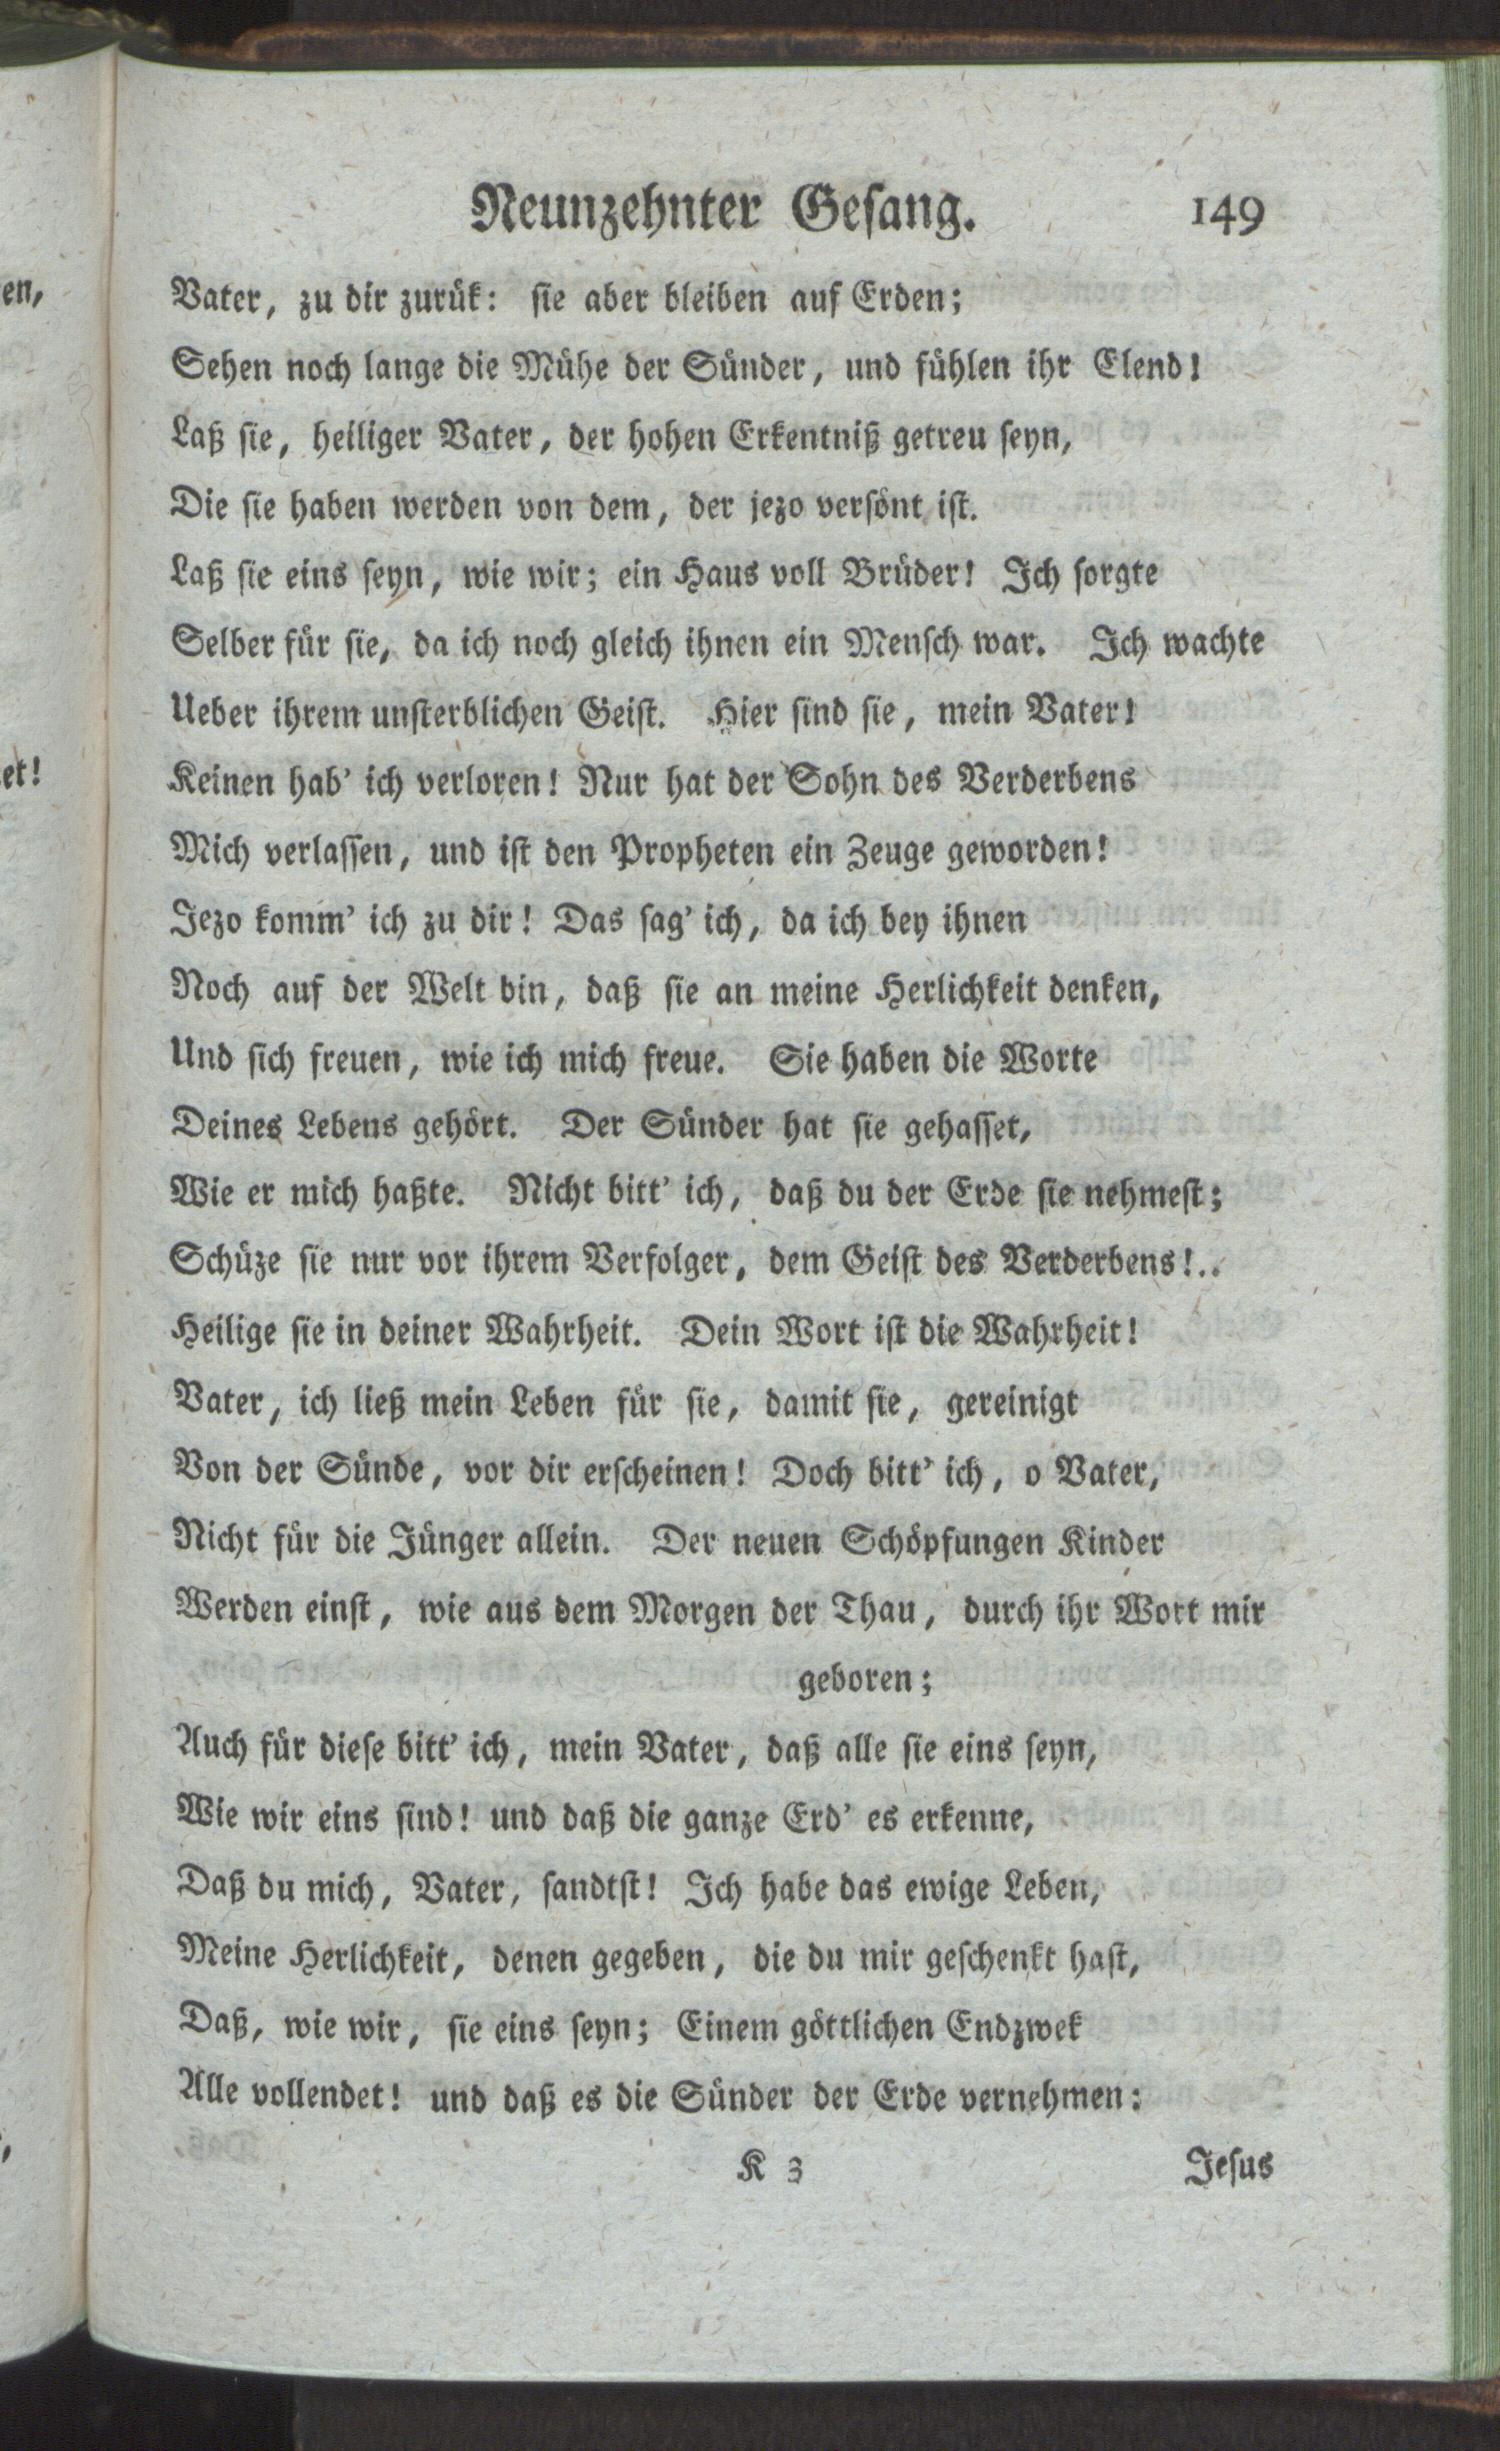 Neunzehnter Geſang. 149
Vater, zu dir zurük: ſie aber bleiben auf Erden;
Sehen noch lange die Mühe der Sünder, und fühlen ihr Elend!
Laß ſie, heiliger Vater, der hohen Erkentniß getreu ſeyn,
Die ſie haben werden von dem, der jezo verſönt iſt.
Laß ſie eins ſeyn, wie wir; ein Haus voll Brüder! Ich ſorgte
Selber für ſie, da ich noch gleich ihnen ein Menſch war. Ich wachte
Ueber ihrem unſterblichen Geiſt. Hier ſind ſie, mein Vater!
Keinen hab' ich verloren! Nur hat der Sohn des Verderbens
Mich verlaſſen, und iſt den Propheten ein Zeuge geworden!
Jezo komm' ich zu dir! Das ſag' ich, da ich bey ihnen
Noch auf der Welt bin, daß ſie an meine Herlichkeit denken,
Und ſich freuen, wie ich mich freue. Sie haben die Worte
Deines Lebens gehört. Der Sünder hat ſie gehaſſet,
Wie er mich haßte. Nicht bitt' ich, daß du der Erde ſie nehmeſt;
Schüze ſie nur vor ihrem Verfolger, dem Geiſt des Verderbens!..
Heilige ſie in deiner Wahrheit. Dein Wort iſt die Wahrheit!
Vater, ich ließ mein Leben für ſie, damit ſie, gereinigt
Von der Sünde, vor dir erſcheinen! Doch bitt' ich, o Vater,
Nicht für die Jünger allein. Der neuen Schöpfungen Kinder
Werden einſt, wie aus dem Morgen der Thau, durch ihr Wort mir
geboren;
Auch für dieſe bitt' ich, mein Vater, daß alle ſie eins ſeyn,
Wie wir eins ſind! und daß die ganze Erd' es erkenne,
Daß du mich, Vater, ſandtſt! Ich habe das ewige Leben,
Meine Herlichkeit, denen gegeben, die du mir geſchenkt haſt,
Daß, wie wir, ſie eins ſeyn; Einem göttlichen Endzwek
Alle vollendet! und daß es die Sünder der Erde vernehmen:
K 3 Jeſus